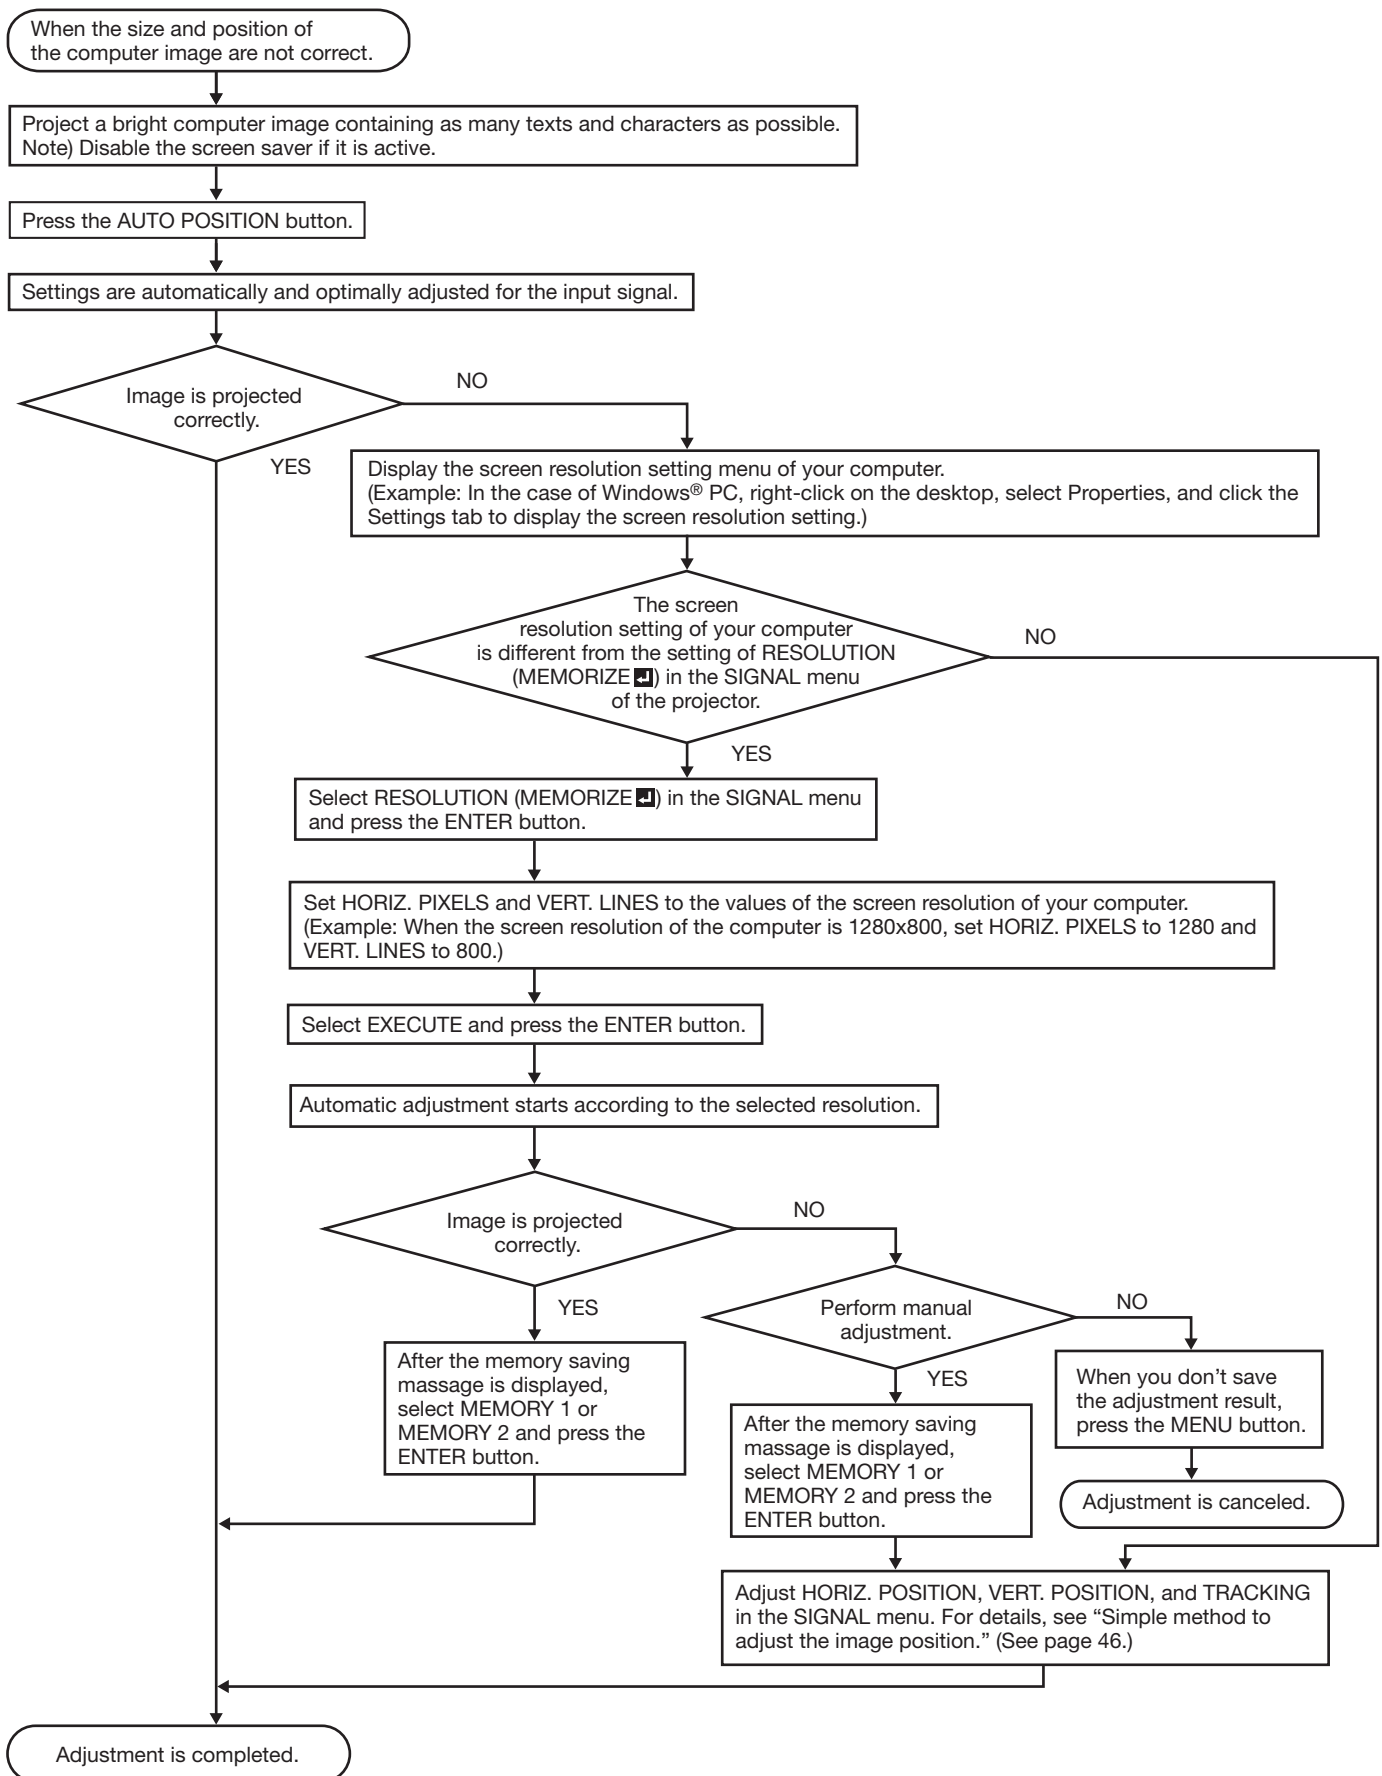 When the size and position of
the computer image are not correct.
Project a bright computer image containing as many texts and characters as possible.
Note) Disable the screen saver if it is active.
Press the AUTO POSITION button.
Settings are automatically and optimally adjusted for the input signal.
Image is projected
correctly.
NO
YES
Display the screen resolution setting menu of your computer.
(Example: In the case of Windows® PC, right-click on the desktop, select Properties, and click the
Settings tab to display the screen resolution setting.)
The screen
resolution setting of your computer
is different from the setting of RESOLUTION
(MEMORIZE ↵) in the SIGNAL menu
of the projector.
NO
YES
Select RESOLUTION (MEMORIZE ↵) in the SIGNAL menu
and press the ENTER button.
Set HORIZ. PIXELS and VERT. LINES to the values of the screen resolution of your computer.
(Example: When the screen resolution of the computer is 1280x800, set HORIZ. PIXELS to 1280 and
VERT. LINES to 800.)
Select EXECUTE and press the ENTER button.
Automatic adjustment starts according to the selected resolution.
Image is projected
correctly.
NO
YES
Perform manual
adjustment.
NO
YES
After the memory saving
massage is displayed,
select MEMORY 1 or
MEMORY 2 and press the
ENTER button.
After the memory saving
massage is displayed,
select MEMORY 1 or
MEMORY 2 and press the
ENTER button.
When you don't save
the adjustment result,
press the MENU button.
Adjustment is canceled.
Adjust HORIZ. POSITION, VERT. POSITION, and TRACKING
in the SIGNAL menu. For details, see “Simple method to
adjust the image position.” (See page 46.)
Adjustment is completed.